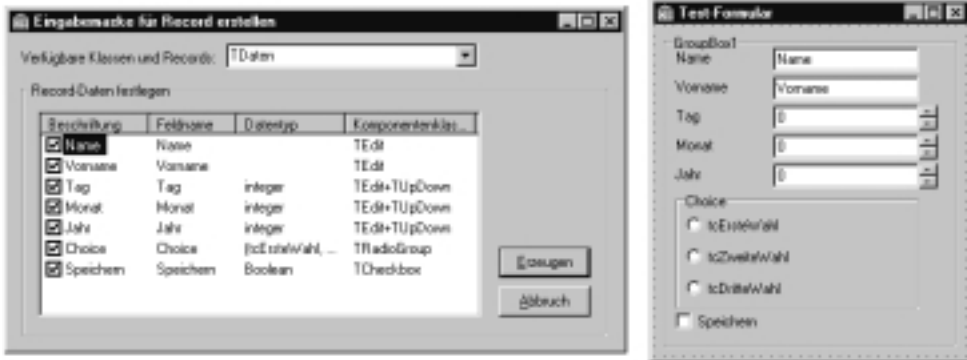 Eingabemaske für Record erstellen
Verfügbare Klassen und Records: TDaten
Record-Daten festlegen
Beschriftung Feldname Datentyp Komponentenklas...
Name Name TEdit
Vorname Vorname TEdit
Tag Tag integer TEdit+TUpDown
Monat Monat integer TEdit+TUpDown
Jahr Jahr integer TEdit+TUpDown
Choice Choice (tcErsteWahl, ... TRadioGroup
Speichern Speichern Boolean TCheckbox
Erzeugen
Abbruch
Test-Formular
GroupBox1
Name Name
Vorname Vorname
Tag 0
Monat 0
Jahr 0
Choice
tcErsteWahl
tcZweiteWahl
tcDritteWahl
Speichern